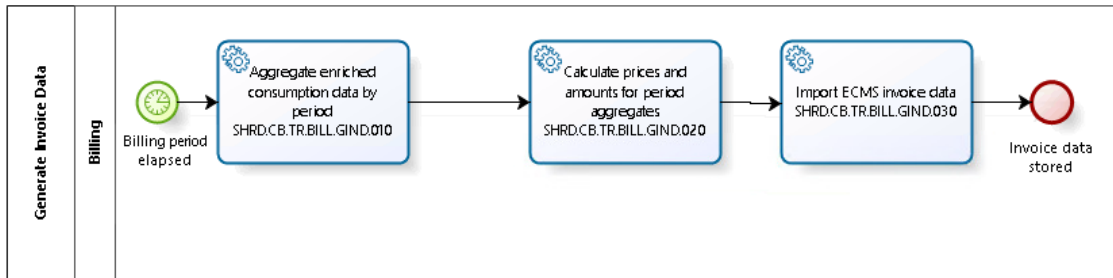 Generate Invoice Data
Billing
Billing period
elapsed
Aggregate enriched
consumption data by
period
SHRD.CB.TR.BILL.GIND.010
Calculate prices and
amounts for period
aggregates
SHRD.CB.TR.BILL.GIND.020
Import ECMS invoice data
SHRD.CB.TR.BILL.GIND.030
Invoice data
stored